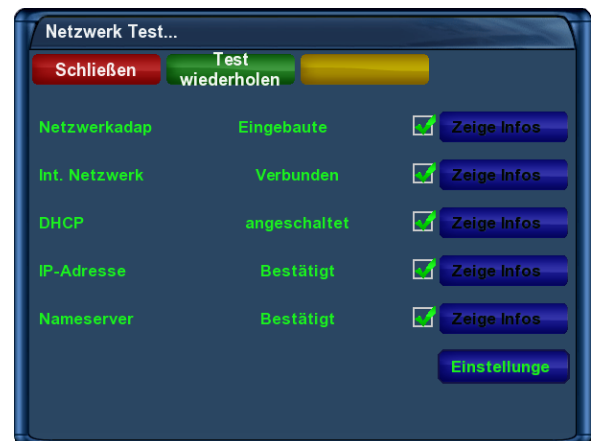 Netzwerk Test...
Schließen
Test
wiederholen
Netzwerkadap Eingebaute Zeige Infos
Int. Netzwerk Verbunden Zeige Infos
DHCP angeschaltet Zeige Infos
IP-Adresse Bestätigt Zeige Infos
Nameserver Bestätigt Zeige Infos
Einstellunge